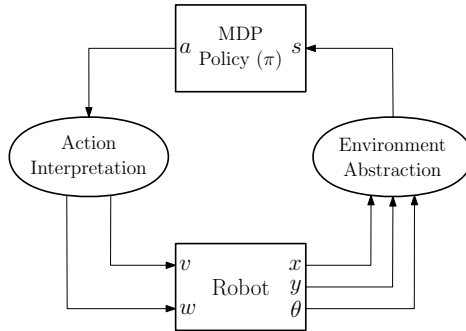 MDP
a Policy (π) s
Action
Interpretation
Environment
Abstraction
v x
Robot y
w θ